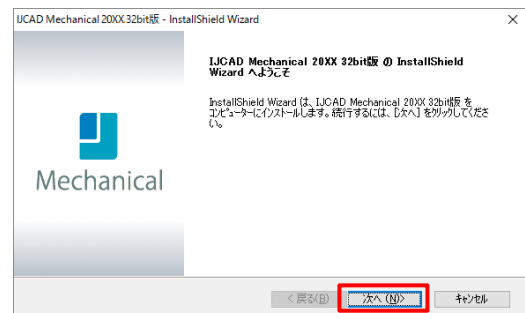 IJCAD Mechanical 20XX 32bit版 - InstallShield Wizard
IJCAD Mechanical 20XX 32bit版 の InstallShield
Wizard へようこそ
InstallShield Wizard は、IJCAD Mechanical 20XX 32bit版 を
コンピューターにインストールします。続行するには、[次へ] をクリックしてくださ
い。
Mechanical
< 戻る(B)
次へ (N)>
キャンセル